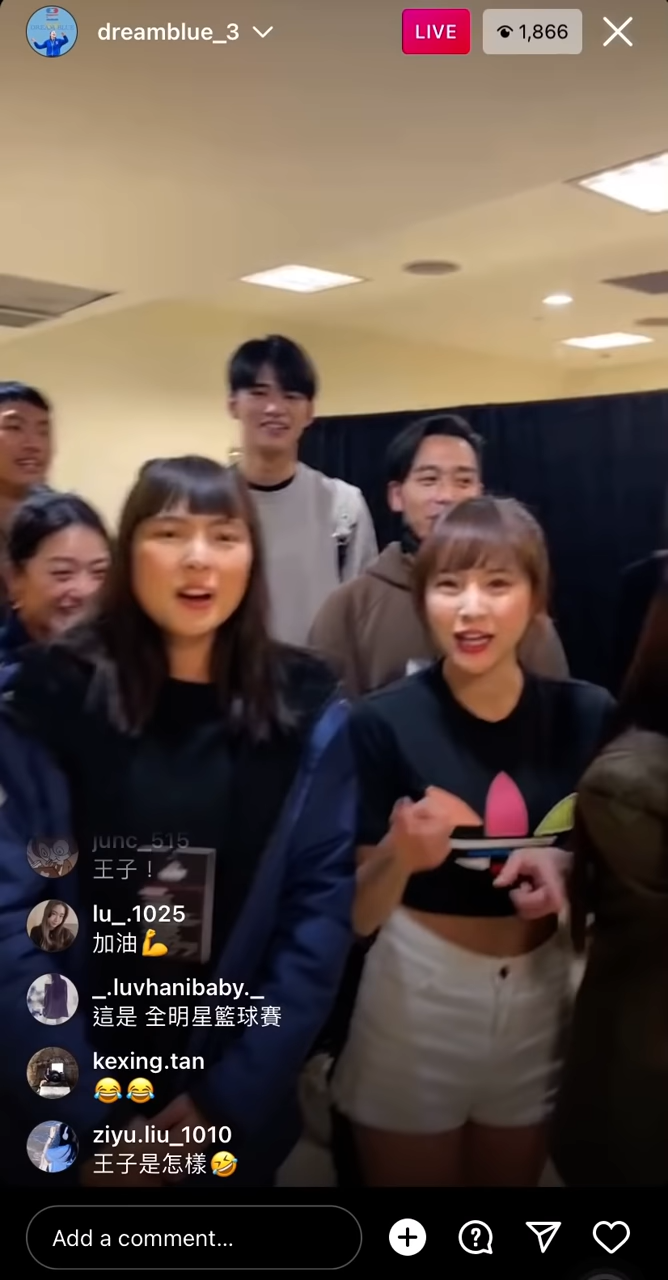 dreamblue_3
LIVE
1,866
junc_515
王子！
lu_.1025
加油💪
_.luvhanibaby._
這是 全明星籃球賽
kexing.tan
😂😂
ziyu.liu_1010
王子是怎樣🤣
Add a comment...